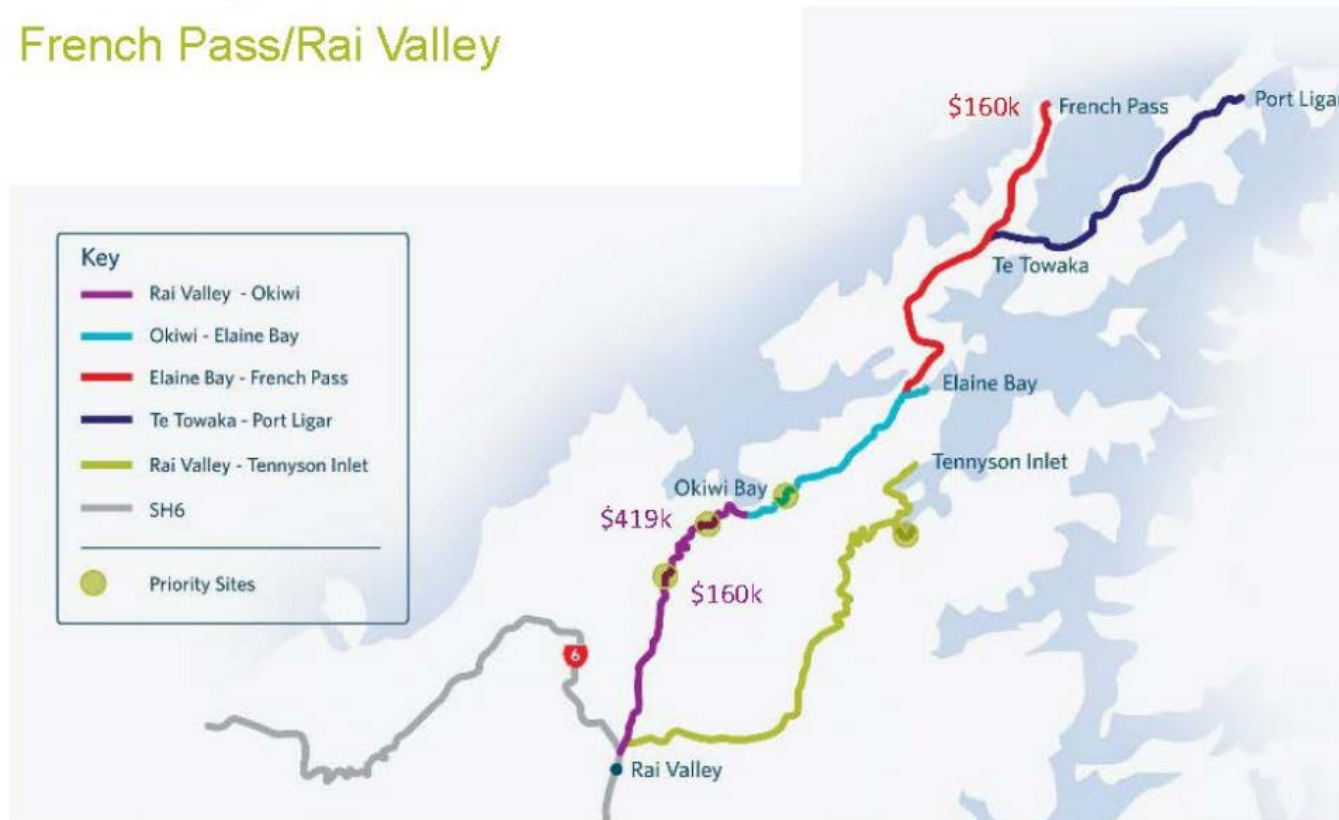 French Pass/Rai Valley
$160k
French Pass
Port Ligar
Key
Rai Valley - Okiwi
Okiwi - Elaine Bay
Elaine Bay - French Pass
Te Towaka - Port Ligar
Rai Valley - Tennyson Inlet
SH6
Priority Sites
Te Towaka
Elaine Bay
Tennyson Inlet
Okiwi Bay
$419k
$160k
6
Rai Valley